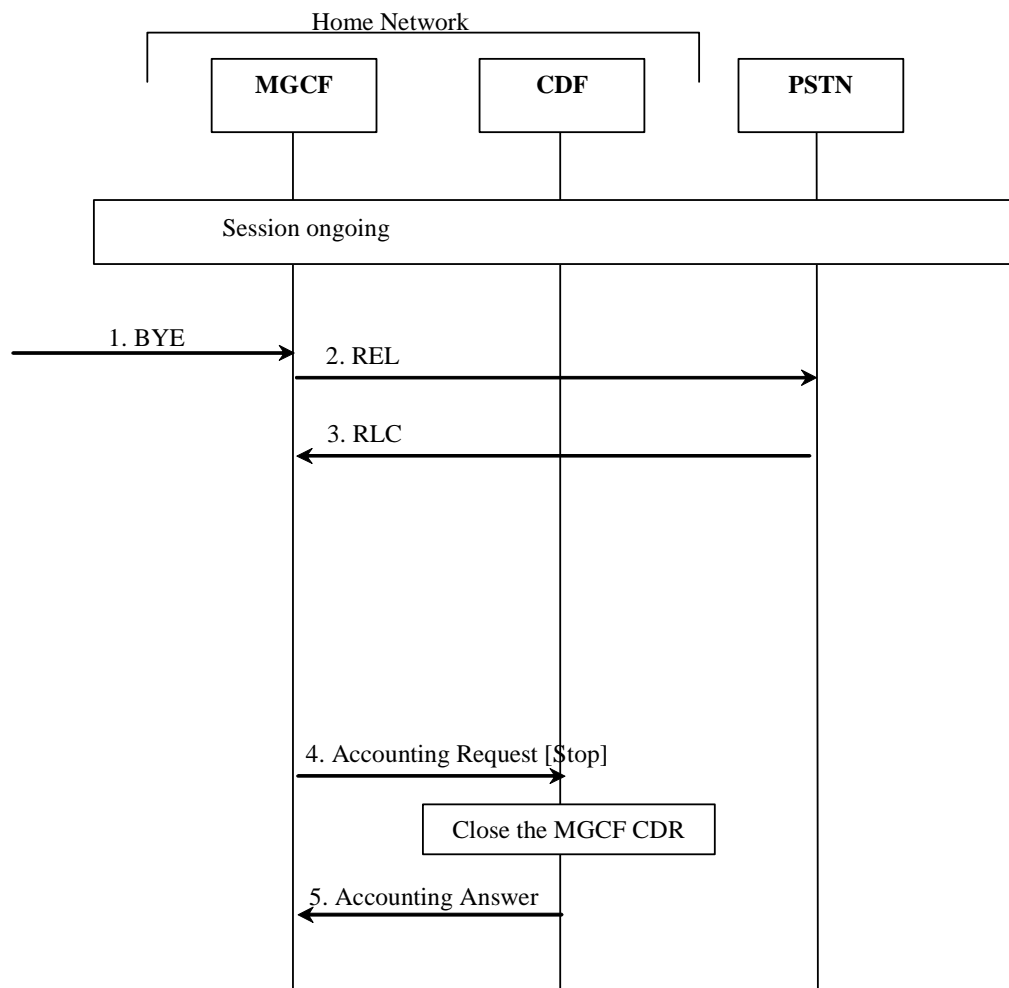 Home Network
MGCF
CDF
PSTN
Session ongoing
1. BYE
2. REL
3. RLC
4. Accounting Request [Stop]
Close the MGCF CDR
5. Accounting Answer